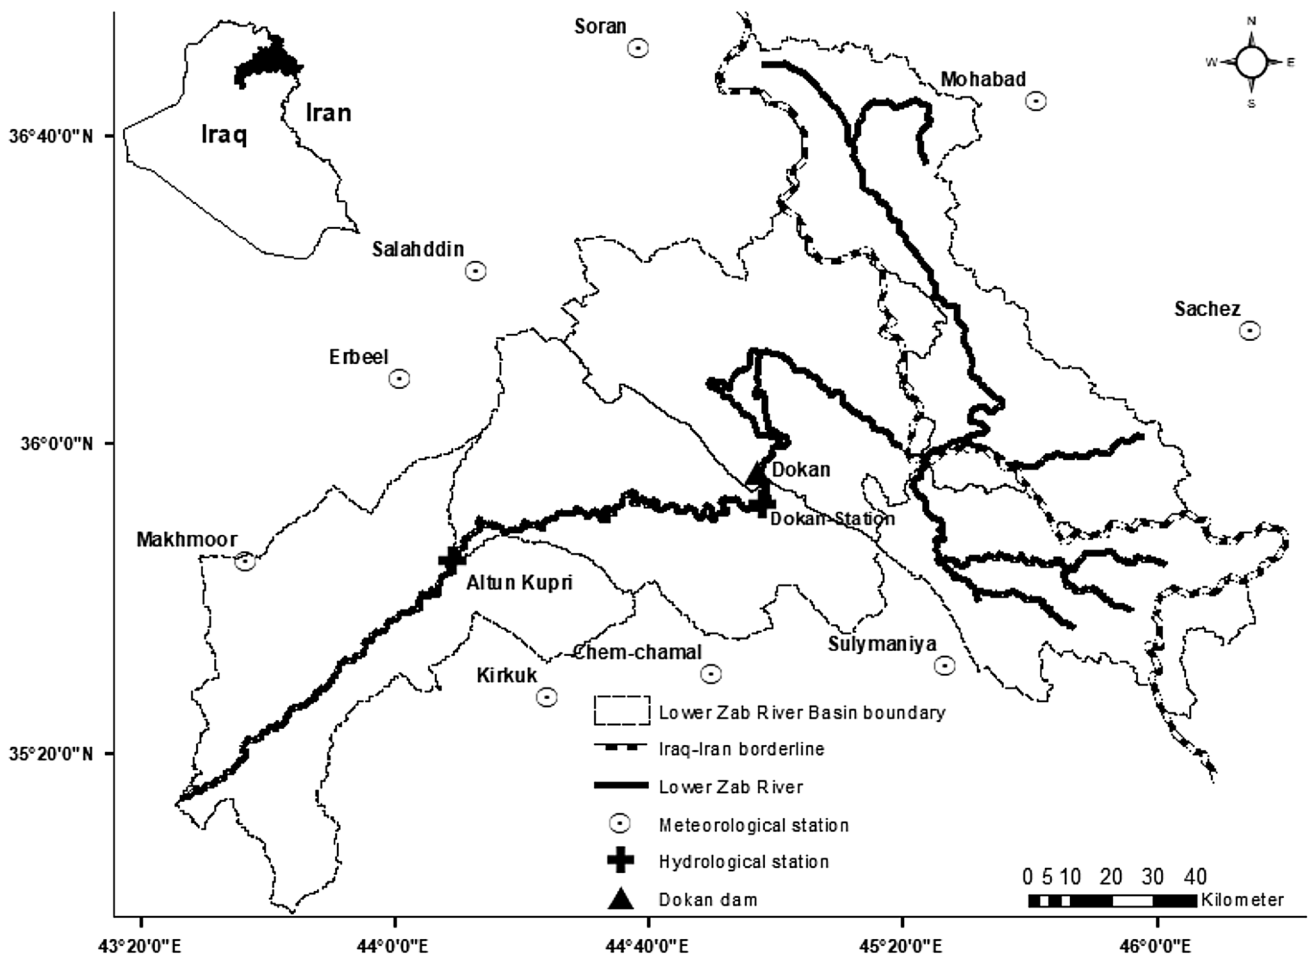 Soran
N
W
E
S
Mohabad
Iran
Iraq
36°40'0"N
Salahddin
Sachez
Erbeel
36°0'0"N
Dokan
Dokan Station
Makhmoor
Altun Kupri
Sulymaniya
Chem-chamal
Kirkuk
Lower Zab River Basin boundary
Iraq-Iran borderline
35°20'0"N
Lower Zab River
Meteorological station
Hydrological station
Dokan dam
0 5 10 20 30 40
Kilometer
43°20'0"E
44°0'0"E
44°40'0"E
45°20'0"E
46°0'0"E